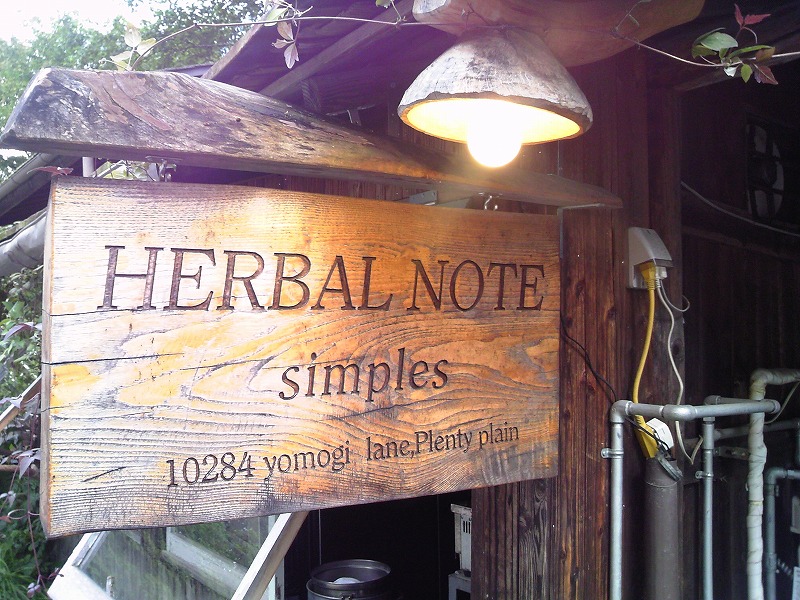 HERBAL NOTE
simples
10284 yomogi lane,Plenty plain